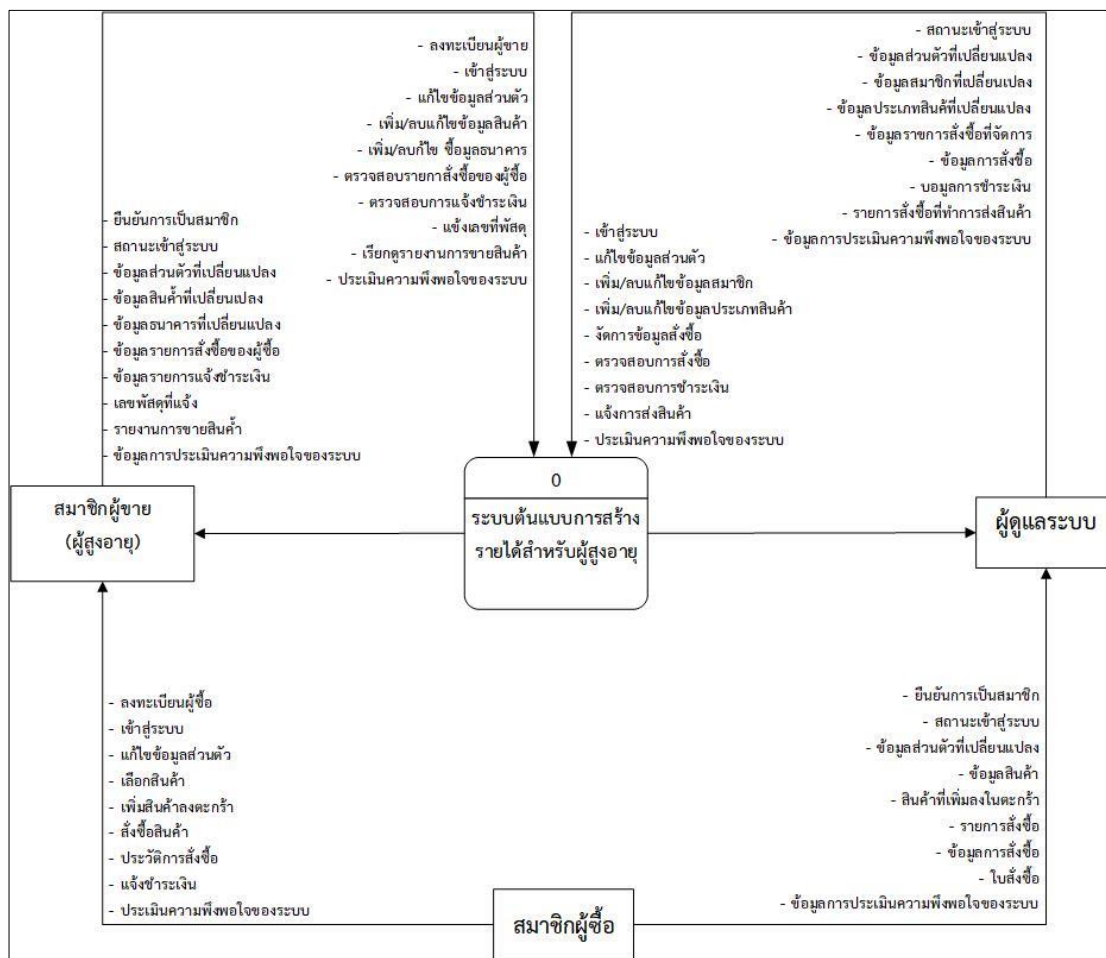 - ลงทะเบียนผู้ขาย
- เข้าสู่ระบบ
- แก้ไขข้อมูลส่วนตัว
- เพิ่ม/ลบแก้ไขข้อมูลสินค้า
- เพิ่ม/ลบก้ไข ซื้อมูลธนาคาร
- ตรวจสอบรายกาสั่งซื้อของผู้ซื้อ
- ตรวจสอบการแจ้งชำระเงิน
- แข้งเลขที่พัสดุ
- เรียกดูรายงานการขายสินค้า
- ประเมินความพึงพอใจของระบบ
- สถานะเข้าสู่ระบบ
- ข้อมูลส่วนตัวที่เปลี่ยนแปลง
- ข้อมูลสมาชิกที่เปลี่ยนเปลง
- ข้อมูลประเภทสินค้ที่เปลี่ยนแปลง
- ข้อมูลราขการสั่งซื้อที่จัดการ
- ข้อมูลการสั่งซื้อ
- บอมูลการชำระเงิน
- รายการสั่งซื้อที่ทำการส่งสินค้า
- ข้อมูลการประเมินความพึงพอใจของระบบ
- ยืนยันการเป็นสมาชิก
- สถานะเข้าสู่ระบบ
- ข้อมูลส่วนตัวที่เปลี่ยนแปลง
- ข้อมูลสินค้ำที่เปลี่ยนเปลง
- ข้อมูลธนาคารที่เปลี่ยนแปลง
- ข้อมูลรายการสั่งซื้อของผู้ซื้อ
- ข้อมูลรายการแจ้งชำระเงิน
- เลขพัสดุที่แจ้ง
- รายงานการขายสินค้ำ
- ข้อมูลการประเมินความพึงพอใจของระบบ
- เข้าสู่ระบบ
- แก้ไขข้อมูลส่วนตัว
- เพิ่ม/ลบแก้ไขข้อมูลสมาชิก
- เพิ่ม/ลบแก้ไขข้อมูลประเภทสินค้า
- งัดการข้อมูลสั่งซื้อ
- ตรวจสอบการสั่งซื้อ
- ตรวจสอบการชำระเงิน
- แจ้งการส่งสินค้า
- ประเมินความพึงพอใจของระบบ
สมาชิกผู้ขาย
(ผู้สูงอายุ)
0
ระบบต้นแบบการสร้าง
รายได้สำหรับผู้สูงอายุ
ผู้ดูแลระบบ
- ลงทะเบียนผู้ซื้อ
- เข้าสู่ระบบ
- แก้ไขข้อมูลส่วนตัว
- เลือกสินค้า
- เพิ่มสินค้าลงตะกร้า
- สั่งซื้อสินค้า
- ประวัติการสั่งซื้อ
- แจ้งชำระเงิน
- ประเมินความพึงพอใจของระบบ
- ยืนยันการเป็นสมาชิก
- สถานะเข้าสู่ระบบ
- ข้อมูลส่วนตัวที่เปลี่ยนแปลง
- ข้อมูลสินค้า
- สินค้าที่เพิ่มลงในตะกร้า
- รายการสั่งซื้อ
- ข้อมูลการสั่งซื้อ
- ใบสั่งซื้อ
- ข้อมูลการประเมินความพึงพอใจของระบบ
สมาชิกผู้ซื้อ